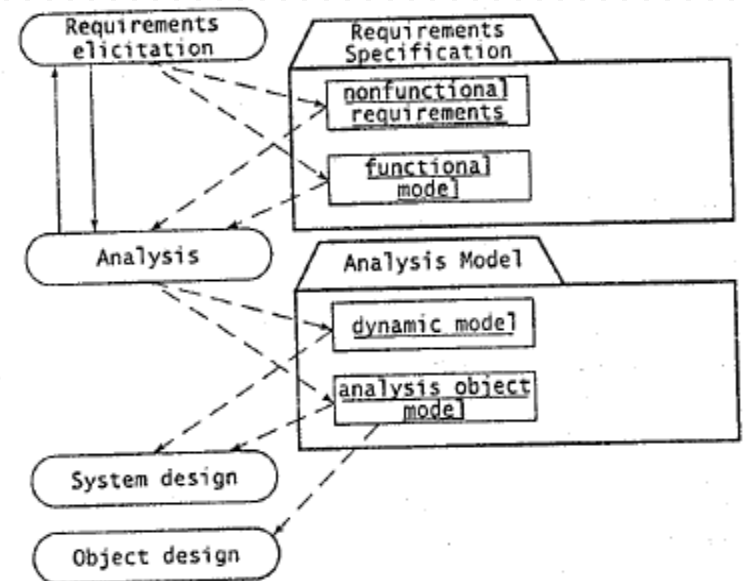 Requirements
elicitation
Requirements
Specification
nonfunctional
requirements
functional
model
Analysis
Analysis Model
dynamic model
analysis object
model
System design
Object design